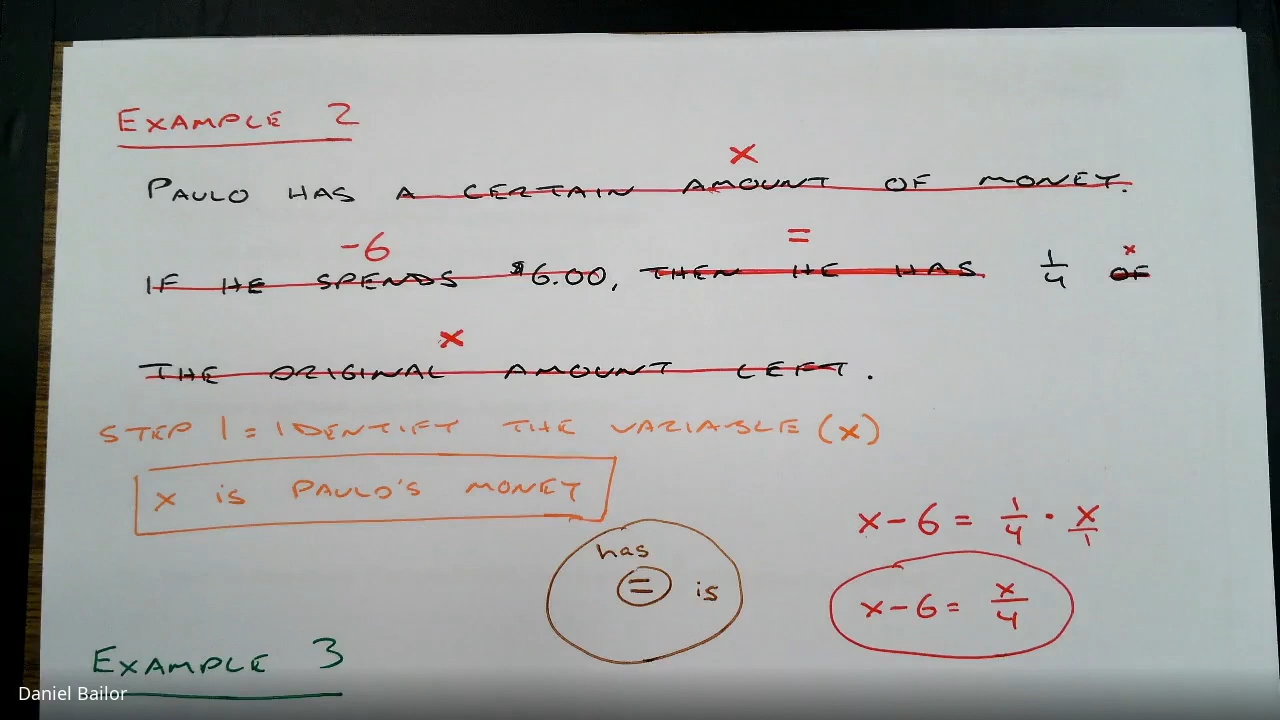 EXAMPLE 2
x
PAULO HAS A CERTAIN AMOUNT OF MONEY.
-6 =
IF HE SPENDS $6.00, THEN HE HAS 1/4 OF
x
x
THE ORIGINAL AMOUNT LEFT.
STEP 1 = IDENTIFY THE VARIABLE (x)
x IS PAULO'S MONEY
x - 6 = 1/4 · x/1
has
= is
x - 6 = x/4
EXAMPLE 3
Daniel Bailor